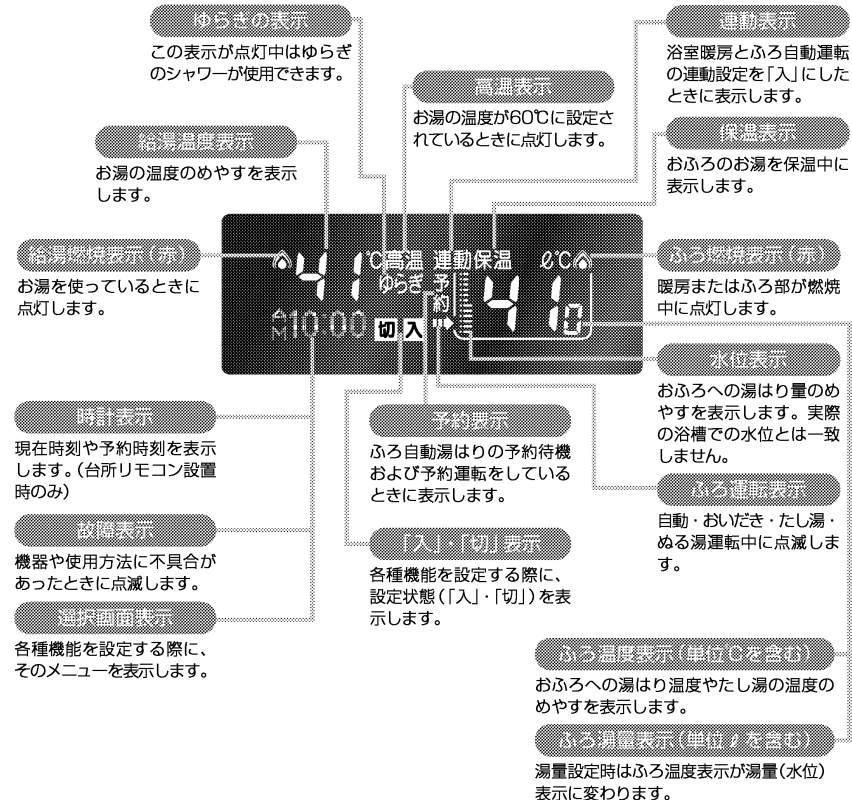 ゆらぎの表示
この表示が点灯中はゆらぎ
のシャワーが使用できます。
連動表示
浴室暖房とふろ自動運転
の連動設定を「入」にした
ときに表示します。
高温表示
お湯の温度が60℃に設定さ
れているときに点灯します。
給湯温度表示
お湯の温度のめやすを表示
します。
保温表示
おふろのお湯を保温中に
表示します。
給湯燃焼表示(赤)
お湯を使っているときに
点灯します。
41℃ 高温 連動 保温 ℓ℃
ゆらぎ 予約 410
AM10:00 切 入
ふろ燃焼表示(赤)
暖房またはふろ部が燃焼
中に点灯します。
水位表示
おふろへの湯はり量のめ
やすを表示します。実際
の浴槽での水位とは一致
しません。
時計表示
現在時刻や予約時刻を表示
します。(台所リモコン設置
時のみ)
予約表示
ふろ自動湯はりの予約待機
および予約運転をしている
ときに表示します。
ふろ運転表示
自動・おいだき・たし湯・
ぬる湯運転中に点滅しま
す。
故障表示
機器や使用方法に不具合が
あったときに点滅します。
「入」・「切」表示
各種機能を設定する際に、
設定状態(「入」・「切」)を表
示します。
選択画面表示
各種機能を設定する際に、
そのメニューを表示します。
ふろ温度表示(単位Cを含む)
おふろへの湯はり温度やたし湯の温度の
めやすを表示します。
ふろ湯量表示(単位ℓを含む)
湯量設定時はふろ温度表示が湯量(水位)
表示に変わります。